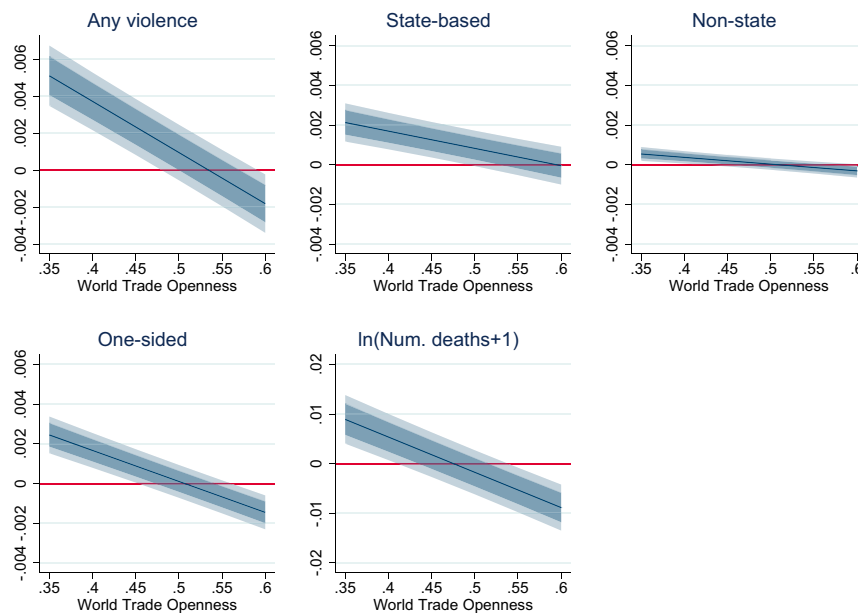 Any violence
State-based
Non-state
.006
.004
.002
0
-.002
-.004
.35 .4 .45 .5 .55 .6
World Trade Openness
.006
.004
.002
0
-.002
-.004
.35 .4 .45 .5 .55 .6
World Trade Openness
.006
.004
.002
0
-.002
-.004
.35 .4 .45 .5 .55 .6
World Trade Openness
One-sided
ln(Num. deaths+1)
.006
.004
.002
0
-.002
-.004
.35 .4 .45 .5 .55 .6
World Trade Openness
.02
.01
0
-.01
-.02
.35 .4 .45 .5 .55 .6
World Trade Openness